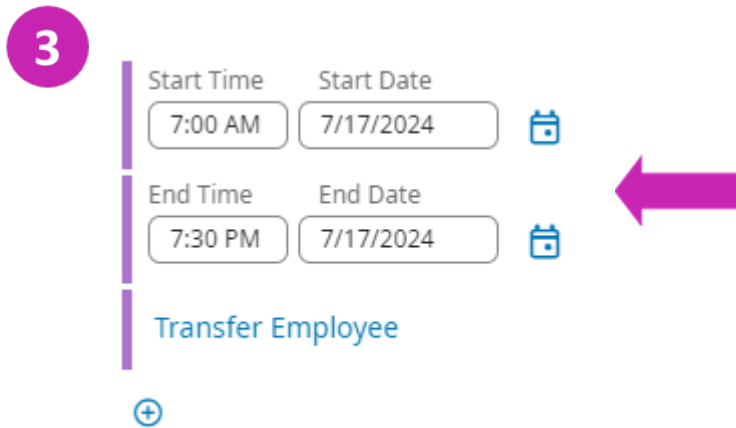 3
Start Time Start Date
7:00 AM 7/17/2024
End Time End Date
7:30 PM 7/17/2024
Transfer Employee